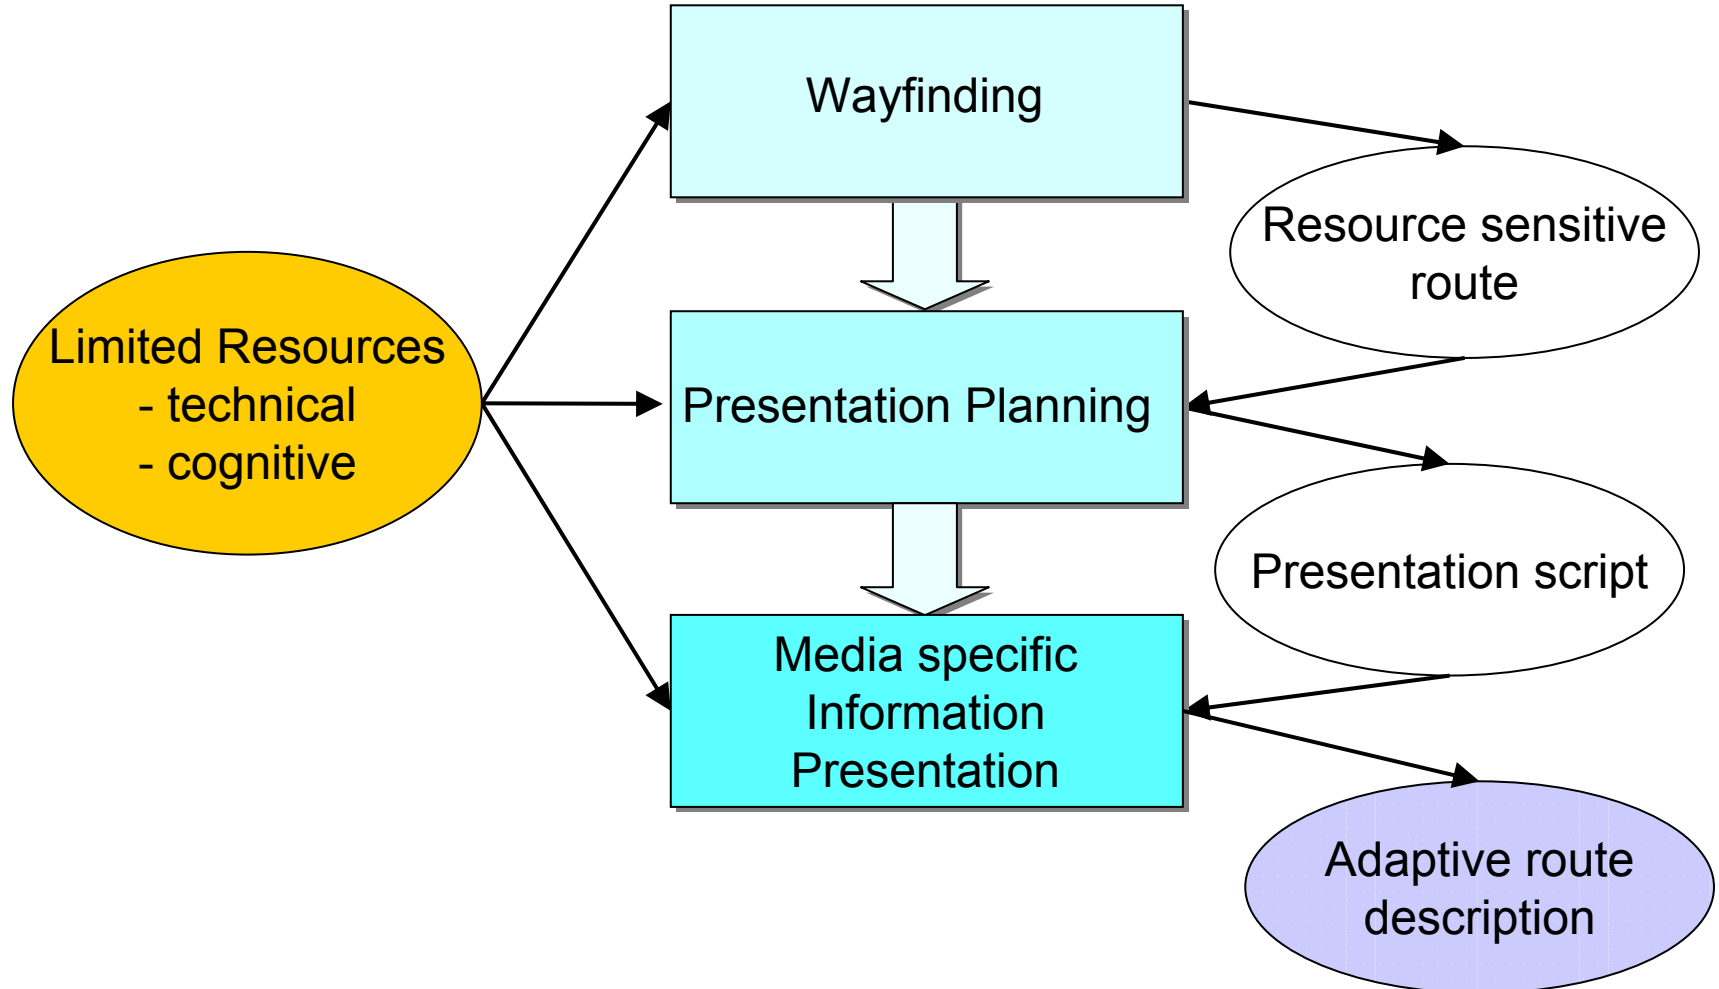 Wayfinding
Resource sensitive
route
Limited Resources
- technical
- cognitive
Presentation Planning
Presentation script
Media specific
Information
Presentation
Adaptive route
description